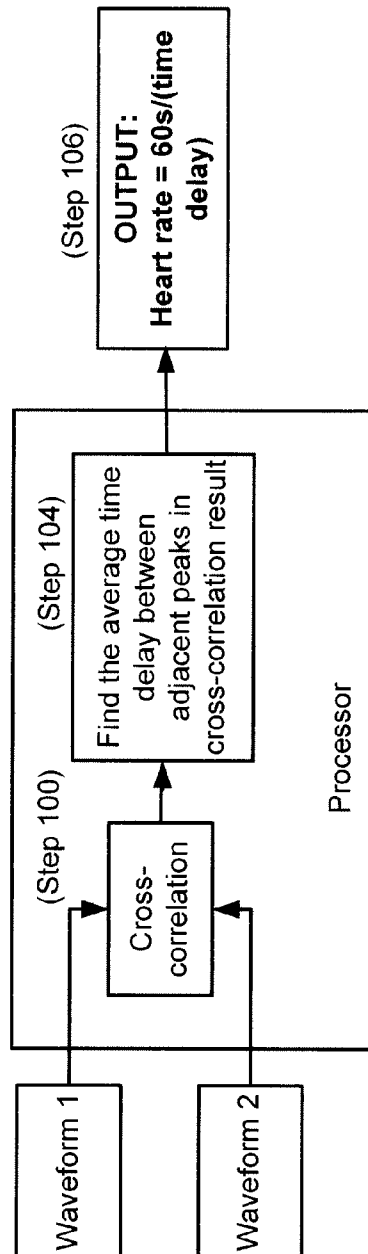 Waveform 1
Waveform 2
(Step 100)
Cross-
correlation
(Step 104)
Find the average time
delay between
adjacent peaks in
cross-correlation result
Processor
(Step 106)
OUTPUT:
Heart rate = 60s/(time
delay)